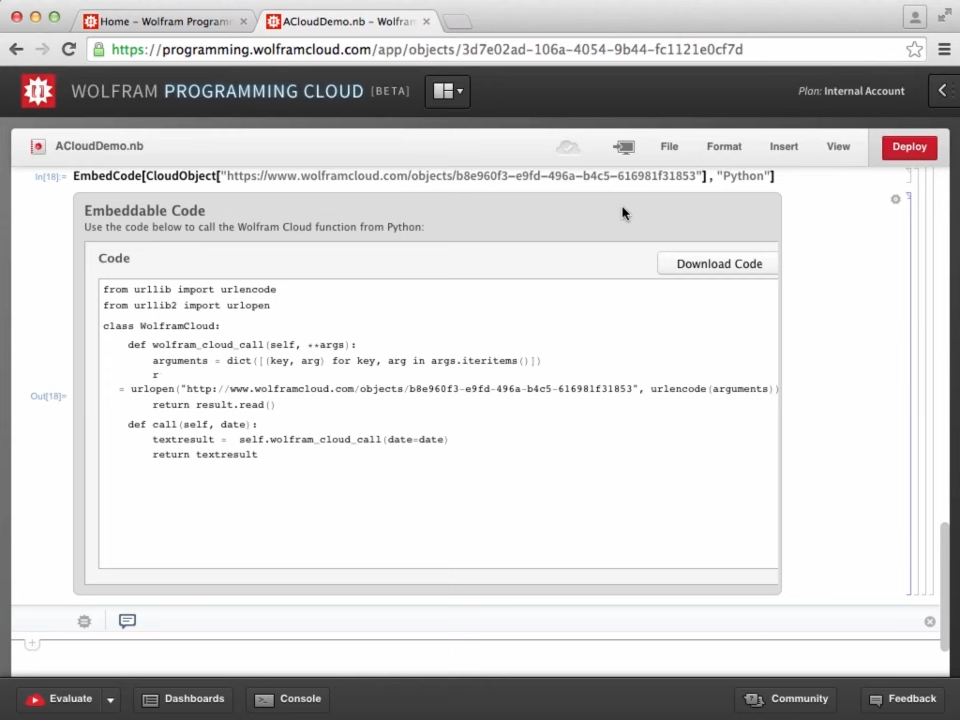 Home – Wolfram Programm
ACloudDemo.nb – Wolfram
https://programming.wolframcloud.com/app/objects/3d7e02ad-106a-4054-9b44-fc1121e0cf7d
WOLFRAM PROGRAMMING CLOUD [BETA]
Plan: Internal Account
ACloudDemo.nb
File
Format
Insert
View
Deploy
In[18]:= EmbedCode[CloudObject["https://www.wolframcloud.com/objects/b8e960f3-e9fd-496a-b4c5-616981f31853"] , "Python"]
Embeddable Code
Use the code below to call the Wolfram Cloud function from Python:
Code
Download Code
from urllib import urlencode
from urllib2 import urlopen
class WolframCloud:
def wolfram_cloud_call(self, **args):
arguments = dict([(key, arg) for key, arg in args.iteritems()])
r
= urlopen("http://www.wolframcloud.com/objects/b8e960f3-e9fd-496a-b4c5-616981f31853", urlencode(arguments))
Out[18]=
return result.read()
def call(self, date):
textresult = self.wolfram_cloud_call(date=date)
return textresult
Evaluate
Dashboards
Console
Community
Feedback